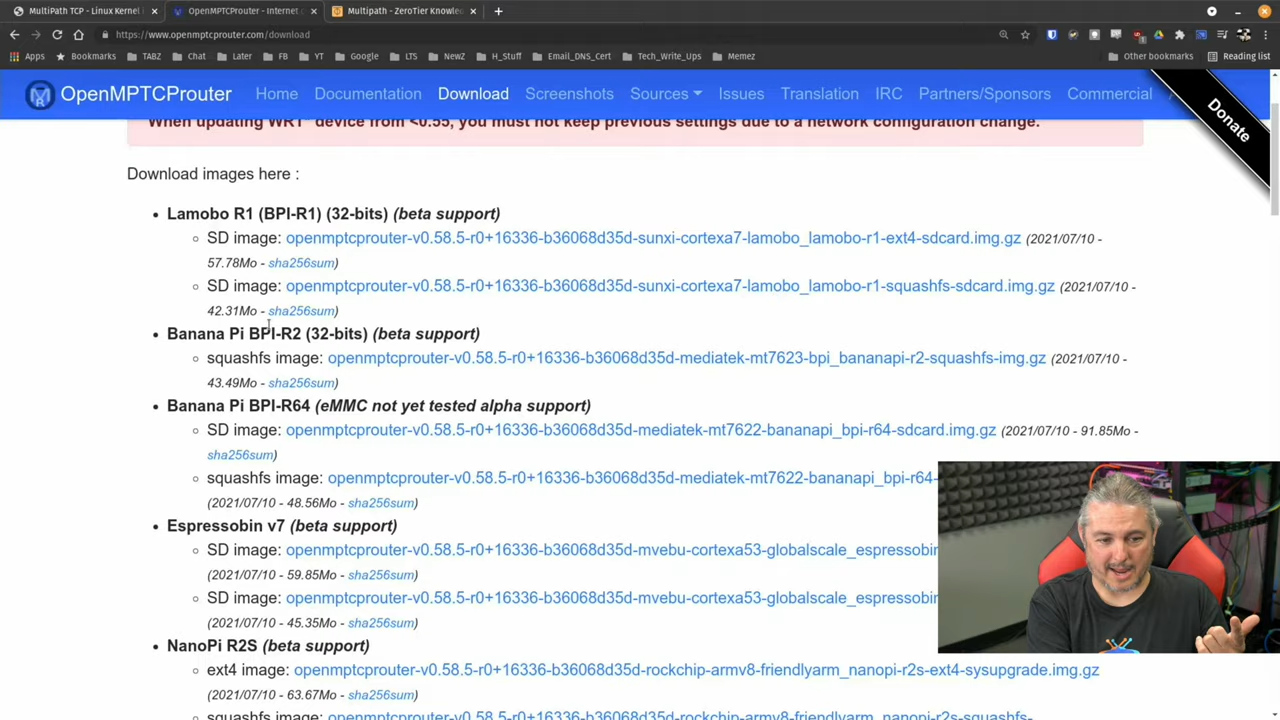 MultiPath TCP - Linux Kernel
OpenMPTCProuter - Internet c
Multipath - ZeroTier Knowled
https://www.openmptcprouter.com/download
Apps
Bookmarks
TABZ
Chat
Later
FB
YT
Google
LTS
NewZ
H_Stuff
Email_DNS_Cert
Tech_Write_Ups
Memez
Other bookmarks
Reading list
OpenMPTCProuter
Home
Documentation
Download
Screenshots
Sources
Issues
Translation
IRC
Partners/Sponsors
Commercial
Donate
When updating WRT* device from <0.55, you must not keep previous settings due to a network configuration change.
Download images here :
Lamobo R1 (BPI-R1) (32-bits) (beta support)
SD image: openmptcprouter-v0.58.5-r0+16336-b36068d35d-sunxi-cortexa7-lamobo_lamobo-r1-ext4-sdcard.img.gz (2021/07/10 -
57.78Mo - sha256sum)
SD image: openmptcprouter-v0.58.5-r0+16336-b36068d35d-sunxi-cortexa7-lamobo_lamobo-r1-squashfs-sdcard.img.gz (2021/07/10 -
42.31Mo - sha256sum)
Banana Pi BPI-R2 (32-bits) (beta support)
squashfs image: openmptcprouter-v0.58.5-r0+16336-b36068d35d-mediatek-mt7623-bpi_bananapi-r2-squashfs-img.gz (2021/07/10 -
43.49Mo - sha256sum)
Banana Pi BPI-R64 (eMMC not yet tested alpha support)
SD image: openmptcprouter-v0.58.5-r0+16336-b36068d35d-mediatek-mt7622-bananapi_bpi-r64-sdcard.img.gz (2021/07/10 - 91.85Mo -
sha256sum)
squashfs image: openmptcprouter-v0.58.5-r0+16336-b36068d35d-mediatek-mt7622-bananapi_bpi-r64-
(2021/07/10 - 48.56Mo - sha256sum)
Espressobin v7 (beta support)
SD image: openmptcprouter-v0.58.5-r0+16336-b36068d35d-mvebu-cortexa53-globalscale_espressobin
(2021/07/10 - 59.85Mo - sha256sum)
SD image: openmptcprouter-v0.58.5-r0+16336-b36068d35d-mvebu-cortexa53-globalscale_espressobin
(2021/07/10 - 45.35Mo - sha256sum)
NanoPi R2S (beta support)
ext4 image: openmptcprouter-v0.58.5-r0+16336-b36068d35d-rockchip-armv8-friendlyarm_nanopi-r2s-ext4-sysupgrade.img.gz
(2021/07/10 - 63.67Mo - sha256sum)
squashfs image: openmptcprouter-v0.58.5-r0+16336-b36068d35d-rockchip-armv8-friendlyarm_nanopi-r2s-squashfs-